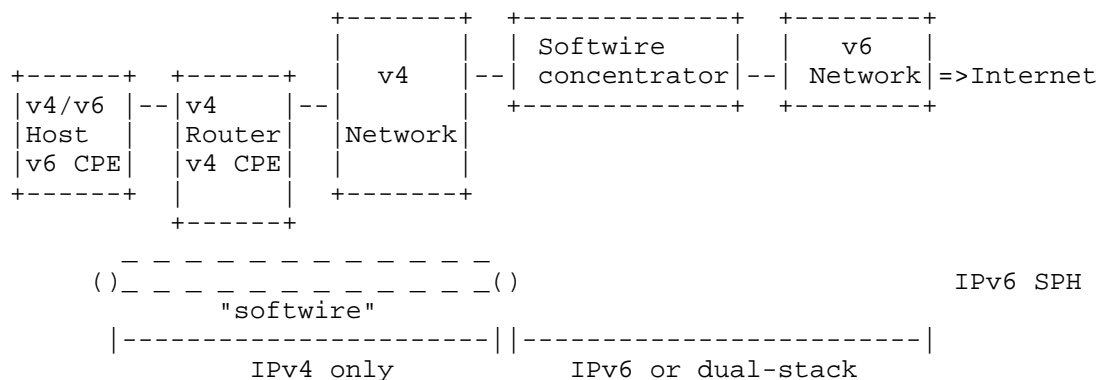 +-------+ +-------------+ +--------+
| | | Softwire | | v6 |
+------+ +------+ | v4 |--| concentrator|--| Network|=>Internet
|v4/v6 |--|v4 |--| | +-------------+ +--------+
|Host | |Router| |Network|
|v6 CPE| |v4 CPE| | |
+------+ | | +-------+
+------+
_ _ _ _ _ _ _ _ _ _ _ _
()_ _ _ _ _ _ _ _ _ _ _ _() IPv6 SPH
"softwire"
|-----------------------||-------------------------|
IPv4 only IPv6 or dual-stack